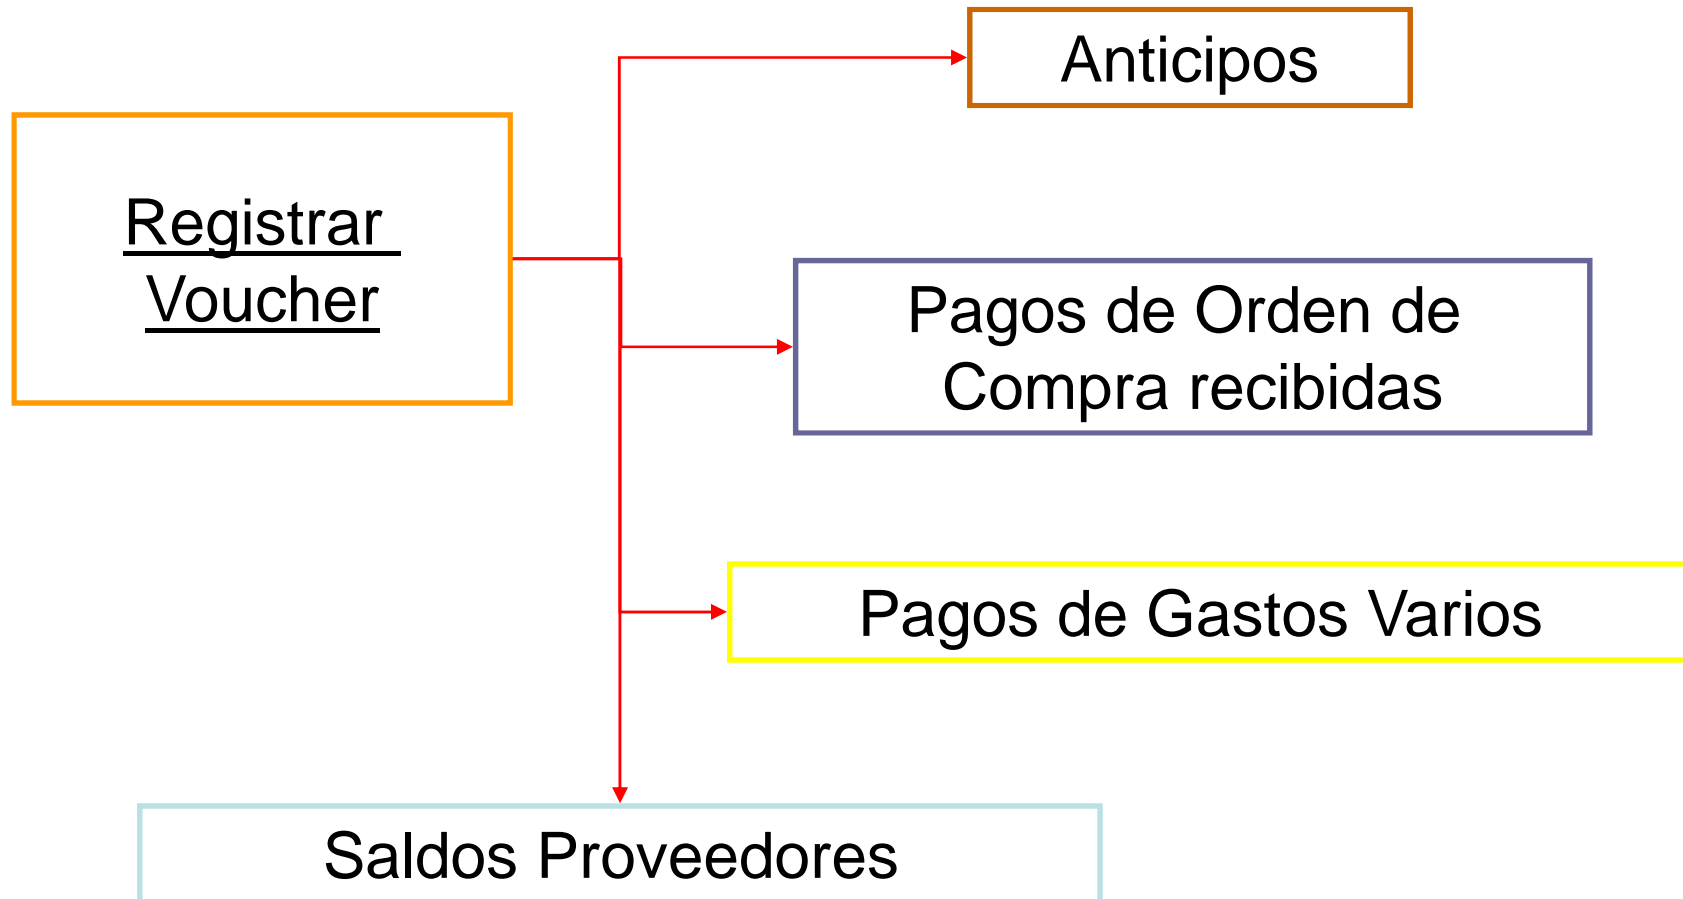 Anticipos
Registrar
Voucher
Pagos de Orden de
Compra recibidas
Pagos de Gastos Varios
Saldos Proveedores